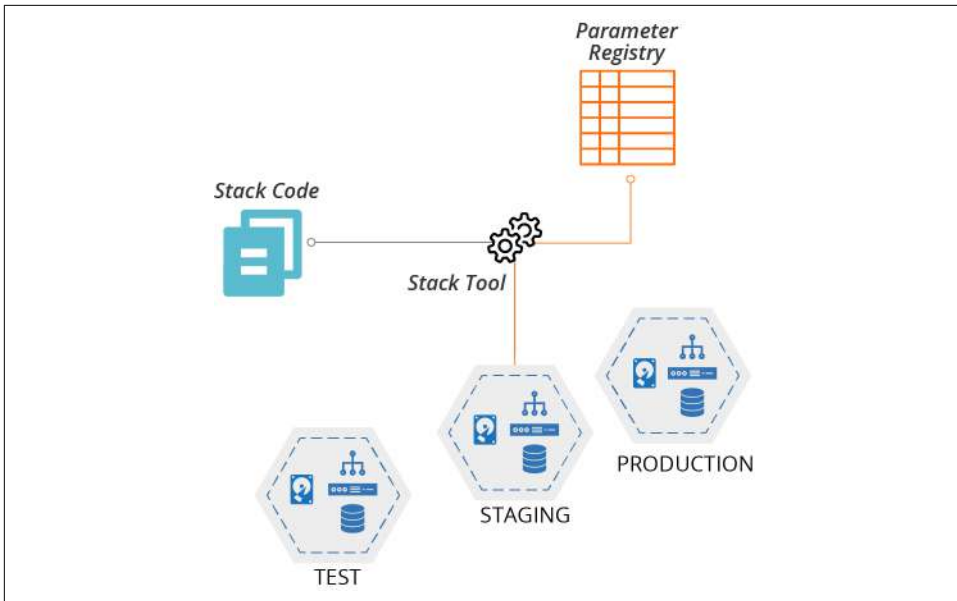 Parameter
Registry
Stack Code
Stack Tool
PRODUCTION
STAGING
TEST